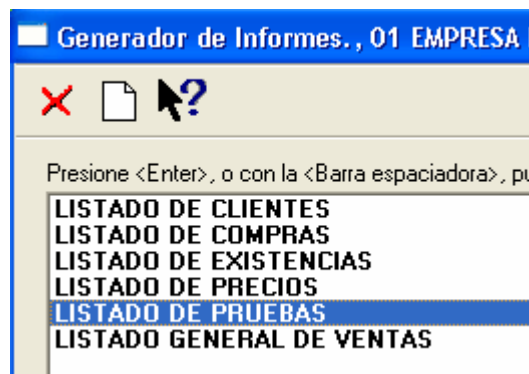 Generador de Informes., 01 EMPRESA
Presione <Enter>, o con la <Barra espaciadora>,
LISTADO DE CLIENTES
LISTADO DE COMPRAS
LISTADO DE EXISTENCIAS
LISTADO DE PRECIOS
LISTADO DE PRUEBAS
LISTADO GENERAL DE VENTAS